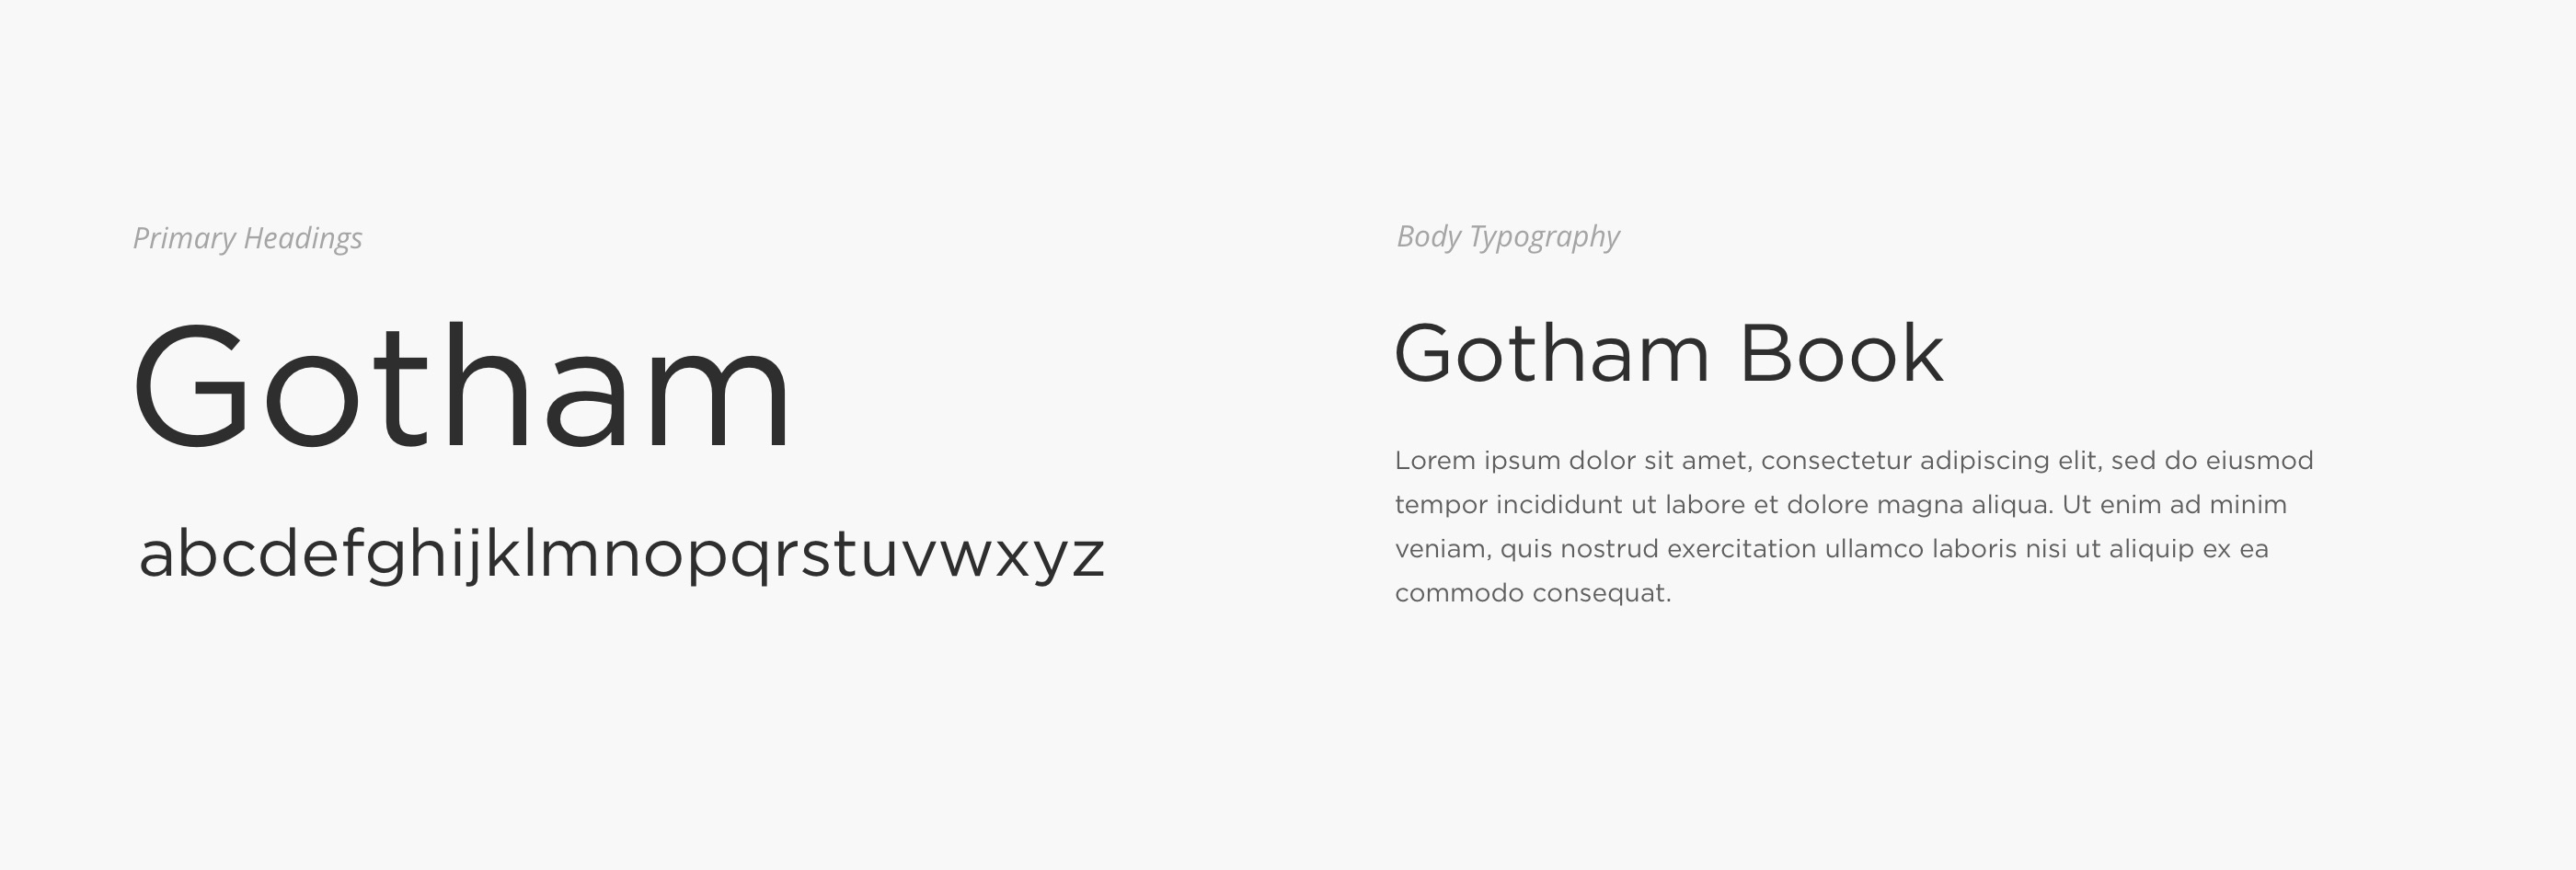 Primary Headings
Gotham
abcdefghijklmnopqrstuvwxyz
Body Typography
Gotham Book
Lorem ipsum dolor sit amet, consectetur adipiscing elit, sed do eiusmod
tempor incididunt ut labore et dolore magna aliqua. Ut enim ad minim
veniam, quis nostrud exercitation ullamco laboris nisi ut aliquip ex ea
commodo consequat.